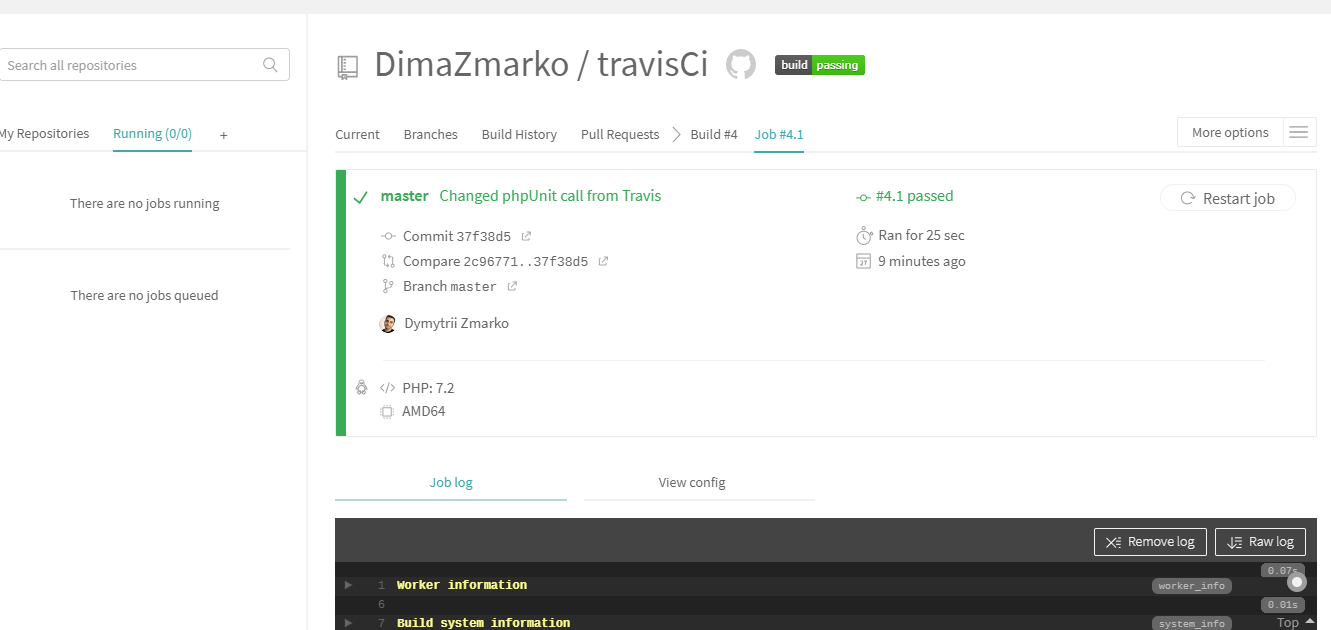 Search all repositories
My Repositories Running (0/0) +
There are no jobs running
There are no jobs queued
DimaZmarko / travisCi build passing
Current Branches Build History Pull Requests Build #4 Job #4.1 More options
master Changed phpUnit call from Travis #4.1 passed Restart job
Commit 37f38d5 Ran for 25 sec
Compare 2c96771..37f38d5 27 9 minutes ago
Branch master
Dymytrii Zmarko
</> PHP: 7.2
AMD64
Job log View config
Remove log Raw log
0.07s
1 Worker information worker_info
6 0.01s
7 Build system information system_info Top